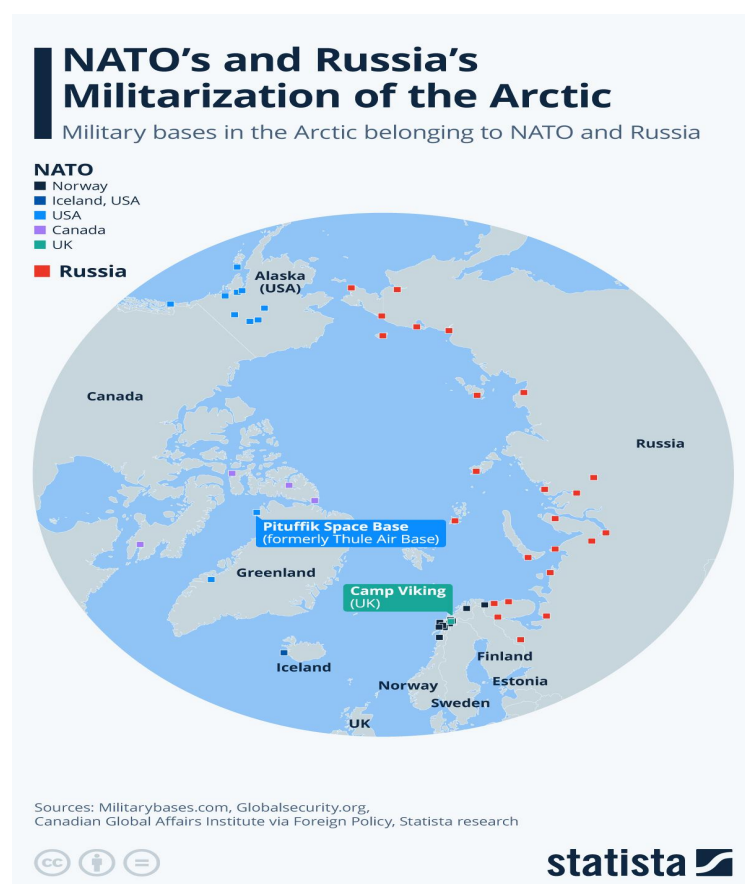 NATO's and Russia's
Militarization of the Arctic
Military bases in the Arctic belonging to NATO and Russia
NATO
Norway
Iceland, USA
USA
Canada
UK
Russia
Alaska
(USA)
Canada
Russia
Pituffik Space Base
(formerly Thule Air Base)
Greenland
Camp Viking
(UK)
Iceland
Finland
Estonia
Norway
Sweden
UK
Sources: Militarybases.com, Globalsecurity.org,
Canadian Global Affairs Institute via Foreign Policy, Statista research
cc
statista